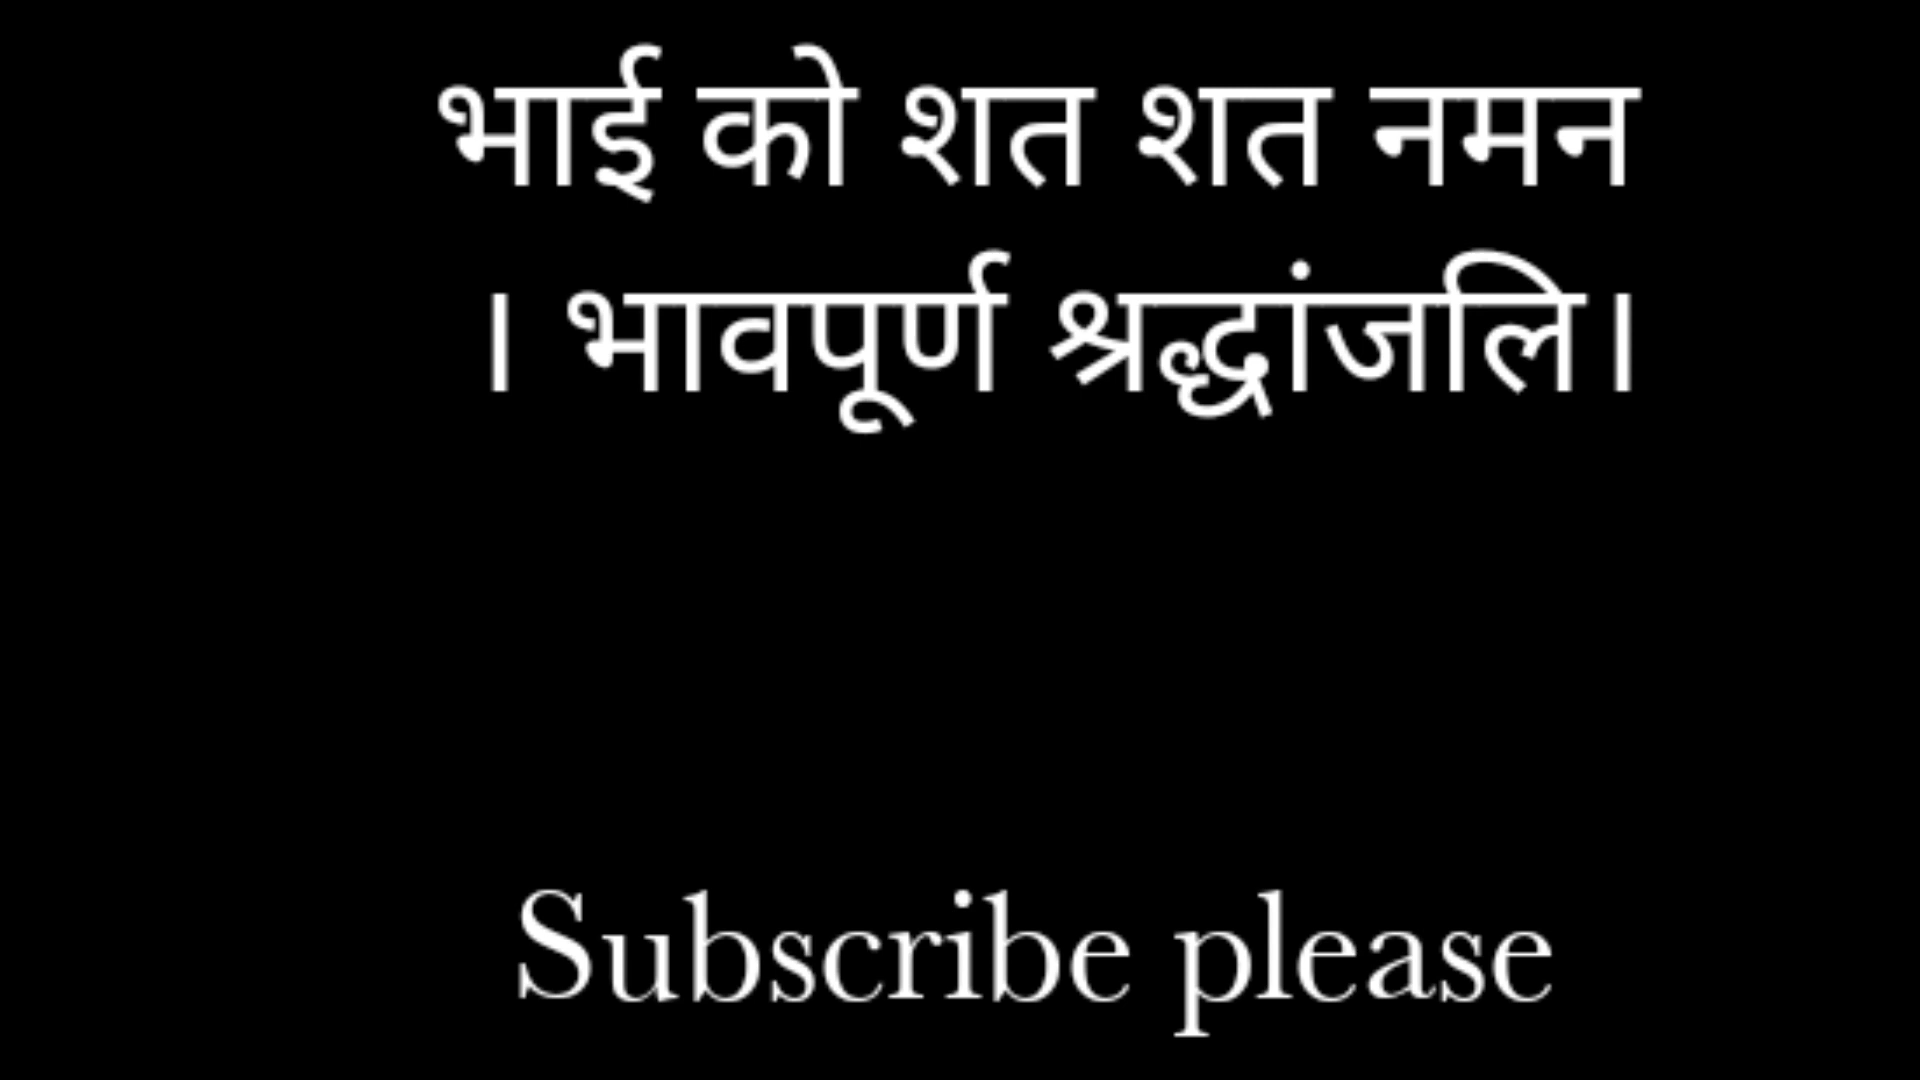 भाई को शत शत नमन
। भावपूर्ण श्रद्धांजलि।
Subscribe please